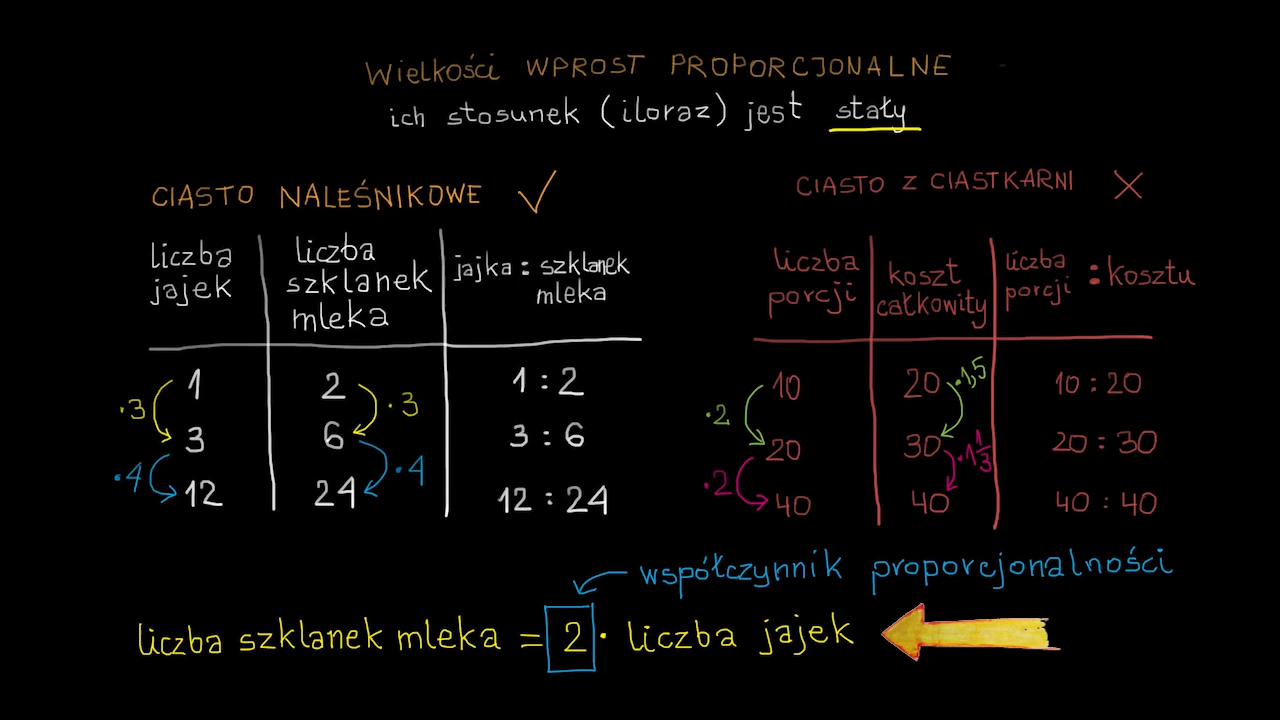 Wielkości WPROST PROPORCJONALNE
ich stosunek (iloraz) jest stały
CIASTO NALEŚNIKOWE
liczba jajek
liczba szklanek mleka
jajka : szklanek mleka
1 2 1 : 2
·3 ·3
3 6 3 : 6
·4 ·4
12 24 12 : 24
CIASTO Z CIASTKARNI
liczba porcji
koszt całkowity
liczba porcji : kosztu
10 20 10 : 20
·2 ·1,5
20 30 20 : 30
·2 ·1 1/3
40 40 40 : 40
współczynnik proporcjonalności
liczba szklanek mleka = 2 · liczba jajek